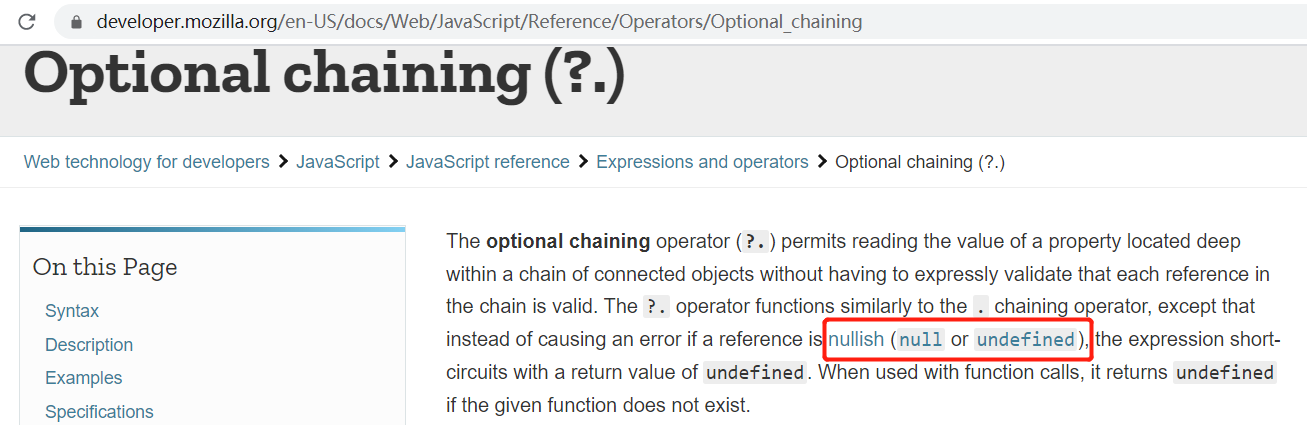 developer.mozilla.org/en-US/docs/Web/JavaScript/Reference/Operators/Optional_chaining
Optional chaining (?.)
Web technology for developers > JavaScript > JavaScript reference > Expressions and operators > Optional chaining (?.)
On this Page
Syntax
Description
Examples
Specifications
The optional chaining operator (?.) permits reading the value of a property located deep
within a chain of connected objects without having to expressly validate that each reference in
the chain is valid. The ?. operator functions similarly to the . chaining operator, except that
instead of causing an error if a reference is nullish (null or undefined), the expression short-
circuits with a return value of undefined. When used with function calls, it returns undefined
if the given function does not exist.